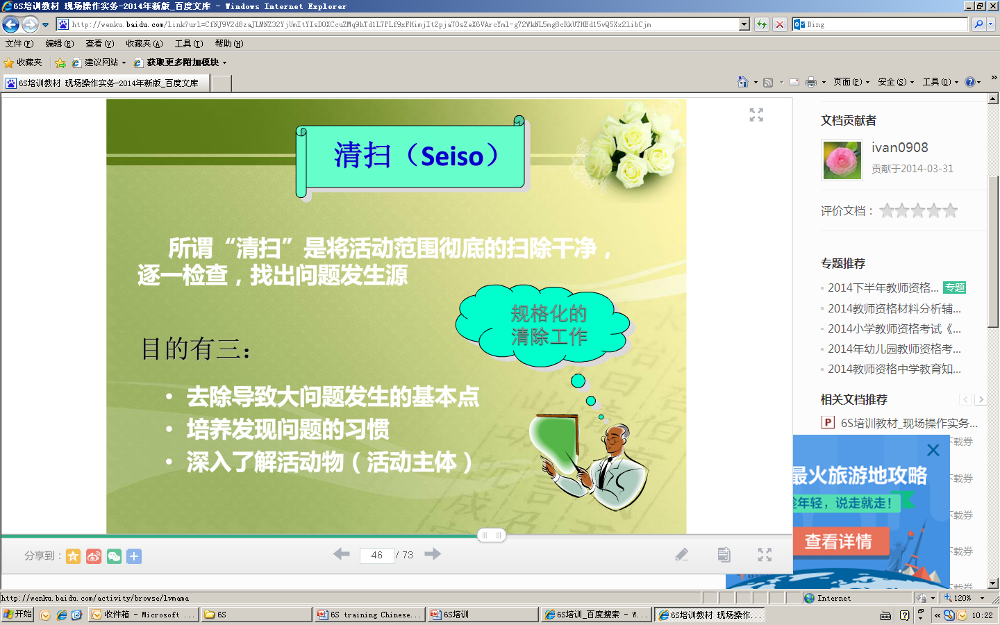 6S培训教材 现场操作实务-2014年新版_百度文库 - Windows Internet Explorer
Bing
文件(F) 编辑(E) 查看(V) 收藏夹(A) 工具(T) 帮助(H)
收藏夹 建议网站 获取更多附加模块
6S培训教材 现场操作实务-2014年新版_百度文库
页面(P) 安全(S) 工具(O)
清扫（Seiso）
所谓“清扫”是将活动范围彻底的扫除干净，
逐一检查，找出问题发生源
规格化的
清除工作
目的有三：
• 去除导致大问题发生的基本点
• 培养发现问题的习惯
• 深入了解活动物（活动主体）
文档贡献者
ivan0908
贡献于2014-03-31
评价文档：
专题推荐
2014下半年教师资格... 专题
2014教师资格材料分析辅...
2014小学教师资格考试《...
2014年幼儿园教师资格考...
2014教师资格中学教育知...
相关文档推荐
6S培训教材_现场操作实务...
下载券
下载券
下载券
下载券
最火旅游地攻略
趁年轻，说走就走！
查看详情
分享到：
46 / 73
http://wenku.baidu.com/activity/browse/lvmama
Internet
120%
开始
收件箱 - Microsoft ...
6S
6S training Chinese...
6S培训
6S培训_百度搜索 - W...
6S培训教材 现场操作...
10:22